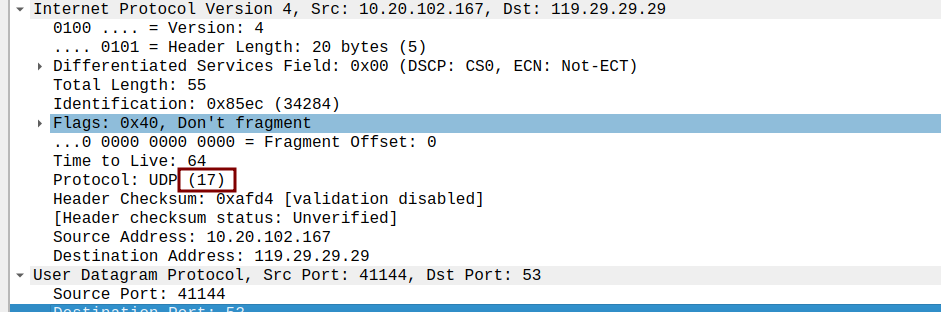 Internet Protocol Version 4, Src: 10.20.102.167, Dst: 119.29.29.29
0100 .... = Version: 4
.... 0101 = Header Length: 20 bytes (5)
Differentiated Services Field: 0x00 (DSCP: CS0, ECN: Not-ECT)
Total Length: 55
Identification: 0x85ec (34284)
Flags: 0x40, Don't fragment
...0 0000 0000 0000 = Fragment Offset: 0
Time to Live: 64
Protocol: UDP (17)
Header Checksum: 0xafd4 [validation disabled]
[Header checksum status: Unverified]
Source Address: 10.20.102.167
Destination Address: 119.29.29.29
User Datagram Protocol, Src Port: 41144, Dst Port: 53
Source Port: 41144
Destination Port: 53